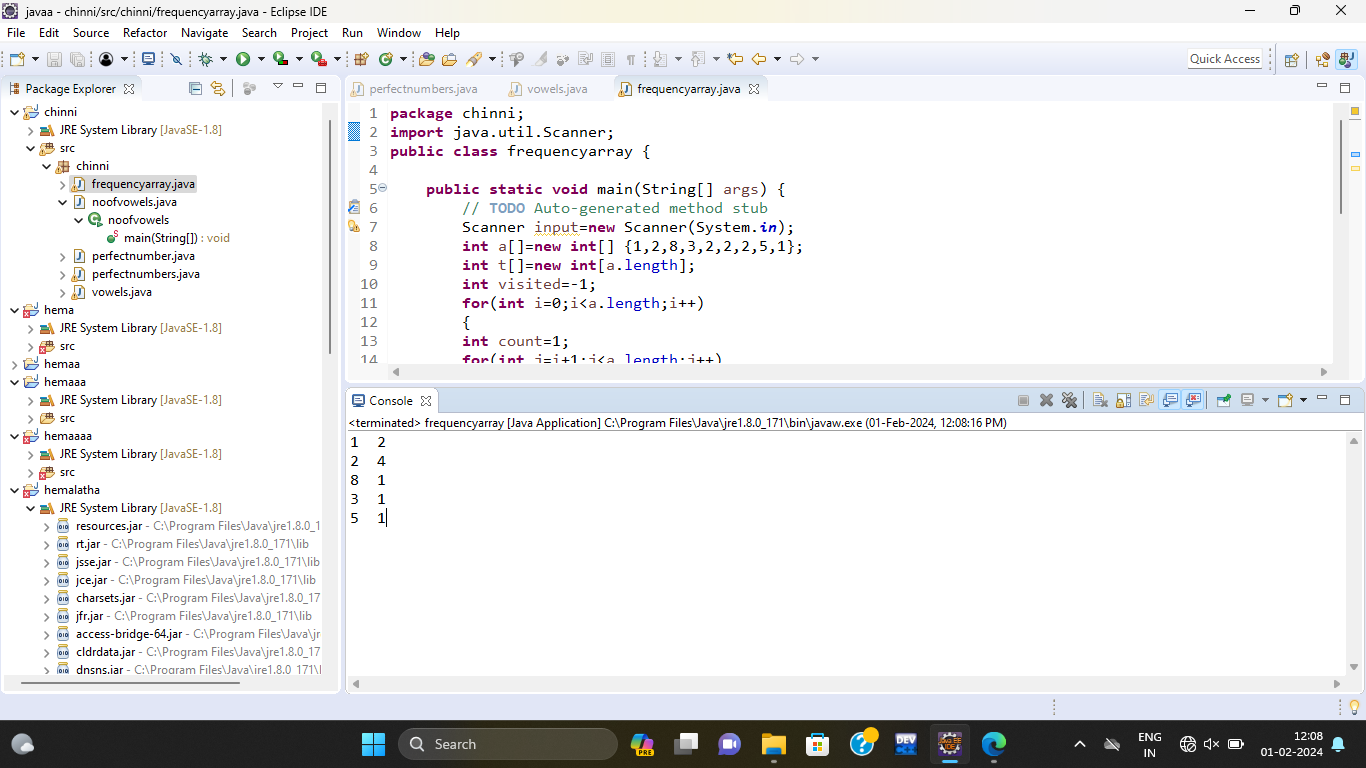 javaa - chinni/src/chinni/frequencyarray.java - Eclipse IDE
File Edit Source Refactor Navigate Search Project Run Window Help
Quick Access
Package Explorer
chinni
JRE System Library [JavaSE-1.8]
src
chinni
frequencyarray.java
noofvowels.java
noofvowels
main(String[]) : void
perfectnumber.java
perfectnumbers.java
vowels.java
hema
JRE System Library [JavaSE-1.8]
src
hemaa
hemaaa
JRE System Library [JavaSE-1.8]
src
hemaaaa
JRE System Library [JavaSE-1.8]
src
hemalatha
JRE System Library [JavaSE-1.8]
resources.jar - C:\Program Files\Java\jre1.8.0_1
rt.jar - C:\Program Files\Java\jre1.8.0_171\lib
jsse.jar - C:\Program Files\Java\jre1.8.0_171\lib
jce.jar - C:\Program Files\Java\jre1.8.0_171\lib
charsets.jar - C:\Program Files\Java\jre1.8.0_17
jfr.jar - C:\Program Files\Java\jre1.8.0_171\lib
access-bridge-64.jar - C:\Program Files\Java\jr
cldrdata.jar - C:\Program Files\Java\jre1.8.0_17
dnsns.jar - C:\Program Files\Java\jre1.8.0_171\l
perfectnumbers.java vowels.java frequencyarray.java
1 package chinni;
2 import java.util.Scanner;
3 public class frequencyarray {
4
5 public static void main(String[] args) {
6 // TODO Auto-generated method stub
7 Scanner input=new Scanner(System.in);
8 int a[]=new int[] {1,2,8,3,2,2,2,5,1};
9 int t[]=new int[a.length];
10 int visited=-1;
11 for(int i=0;i<a.length;i++)
12 {
13 int count=1;
14 for(int j=i+1;j<a.length;j++)
Console
<terminated> frequencyarray [Java Application] C:\Program Files\Java\jre1.8.0_171\bin\javaw.exe (01-Feb-2024, 12:08:16 PM)
1 2
2 4
8 1
3 1
5 1
Search
PRE
DEV
Java EE
IDE
ENG
IN
12:08
01-02-2024